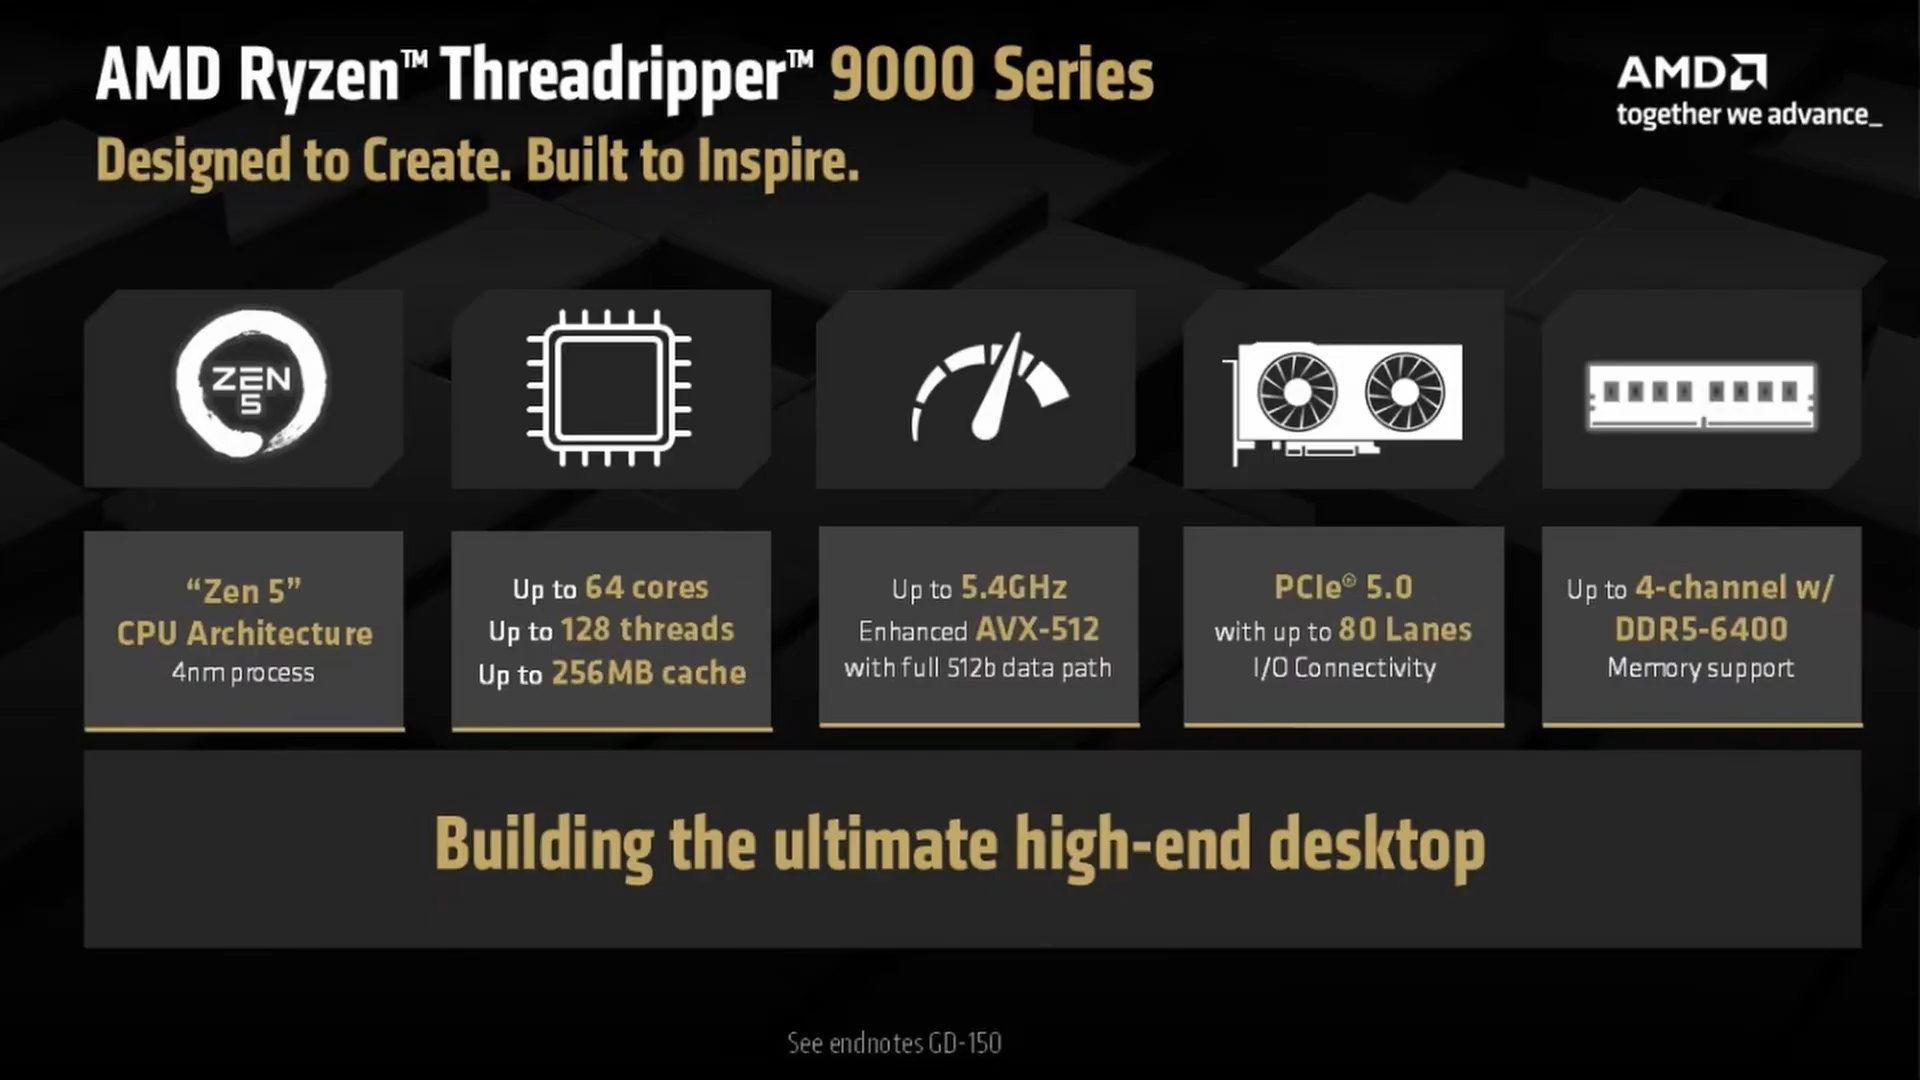 AMD Ryzen™ Threadripper™ 9000 Series
Designed to Create. Built to Inspire.
AMD
together we advance_
ZEN
5
“Zen 5”
CPU Architecture
4nm process
Up to 64 cores
Up to 128 threads
Up to 256MB cache
Up to 5.4GHz
Enhanced AVX-512
with full 512b data path
PCIe® 5.0
with up to 80 Lanes
I/O Connectivity
Up to 4-channel w/
DDR5-6400
Memory support
Building the ultimate high-end desktop
See endnotes GD-150